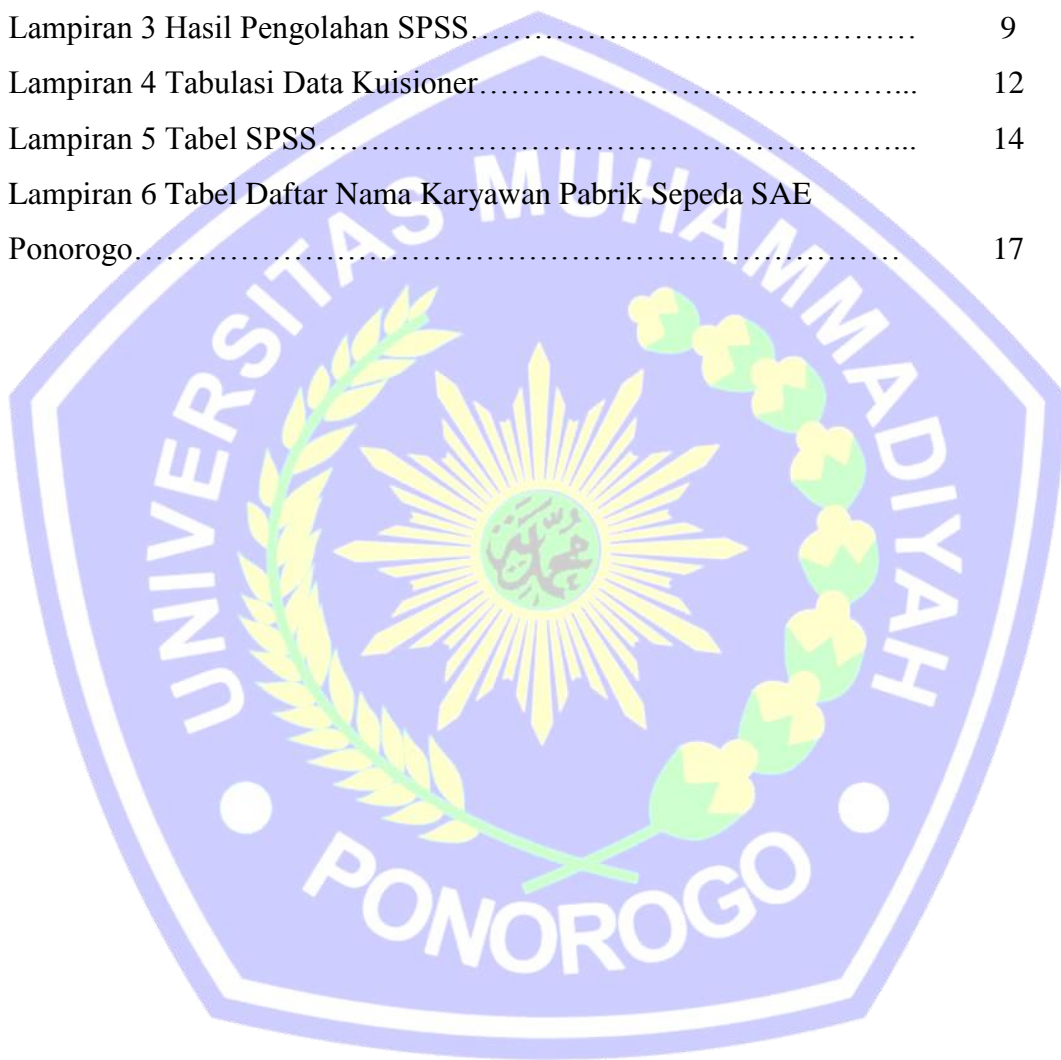 Lampiran 3 Hasil Pengolahan SPSS…………………………………… 9
Lampiran 4 Tabulasi Data Kuisioner…………………………………... 12
Lampiran 5 Tabel SPSS………………………………………………... 14
Lampiran 6 Tabel Daftar Nama Karyawan Pabrik Sepeda SAE
Ponorogo……………………………………………………………… 17
UNIVERSITAS MUHAMMADIYAH
PONOROGO
محمدية